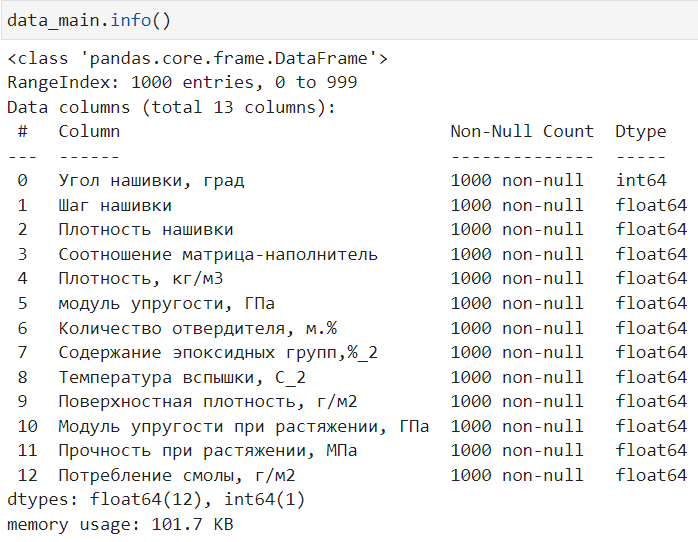 data_main.info()
<class 'pandas.core.frame.DataFrame'>
RangeIndex: 1000 entries, 0 to 999
Data columns (total 13 columns):
 #   Column                                Non-Null Count  Dtype
---  ------                                --------------  -----
 0   Угол нашивки, град                    1000 non-null   int64
 1   Шаг нашивки                           1000 non-null   float64
 2   Плотность нашивки                     1000 non-null   float64
 3   Соотношение матрица-наполнитель       1000 non-null   float64
 4   Плотность, кг/м3                      1000 non-null   float64
 5   модуль упругости, ГПа                 1000 non-null   float64
 6   Количество отвердителя, м.%           1000 non-null   float64
 7   Содержание эпоксидных групп,%_2       1000 non-null   float64
 8   Температура вспышки, С_2              1000 non-null   float64
 9   Поверхностная плотность, г/м2         1000 non-null   float64
 10  Модуль упругости при растяжении, ГПа  1000 non-null   float64
 11  Прочность при растяжении, МПа         1000 non-null   float64
 12  Потребление смолы, г/м2               1000 non-null   float64
dtypes: float64(12), int64(1)
memory usage: 101.7 KB